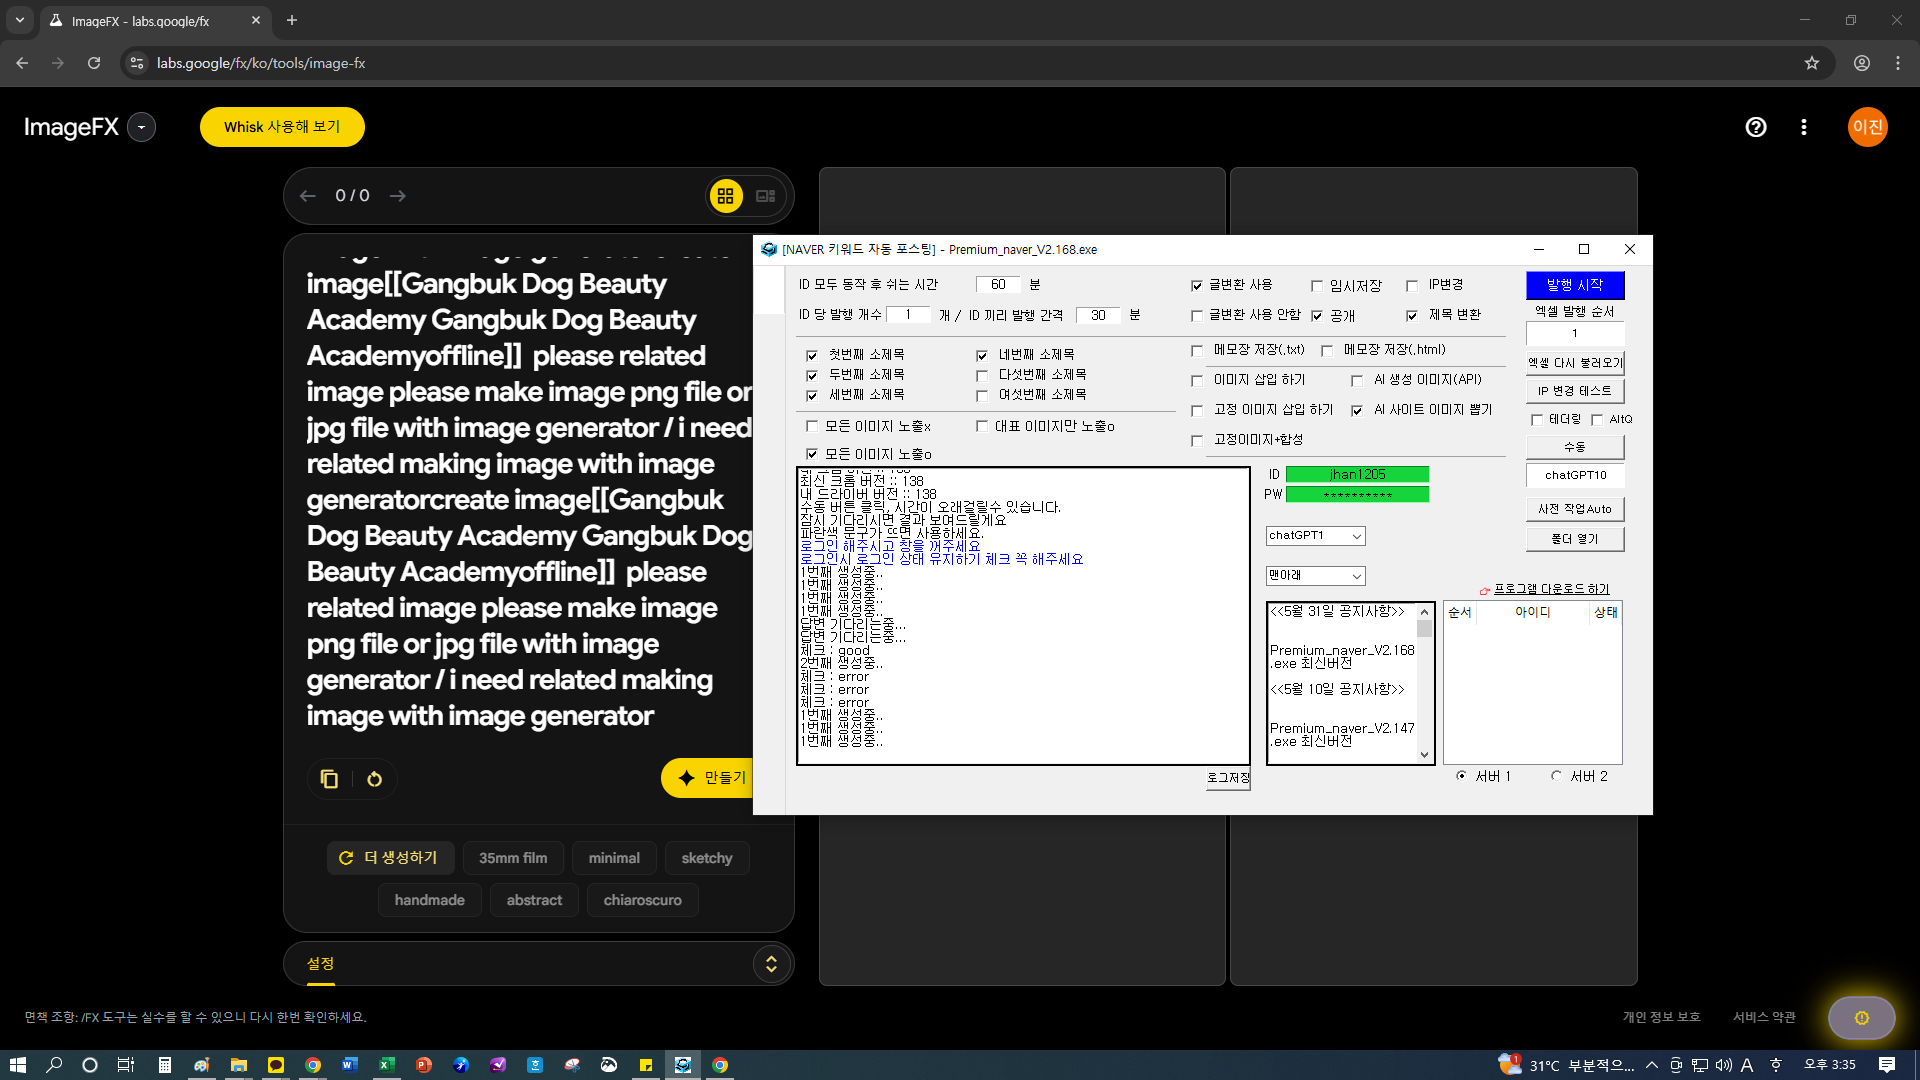 ImageFX - labs.google/fx
labs.google/fx/ko/tools/image-fx
ImageFX
Whisk 사용해 보기
이진
0 / 0
image[[Gangbuk Dog Beauty
Academy Gangbuk Dog Beauty
Academyoffline]]  please related
image please make image png file or
jpg file with image generator / i need
related making image with image
generatorcreate image[[Gangbuk
Dog Beauty Academy Gangbuk Dog
Beauty Academyoffline]]  please
related image please make image
png file or jpg file with image
generator / i need related making
image with image generator
만들기
더 생성하기
35mm film
minimal
sketchy
handmade
abstract
chiaroscuro
설정
[NAVER 키워드 자동 포스팅] - Premium_naver_V2.168.exe
ID 모두 동작 후 쉬는 시간 60 분
ID 당 발행 개수 1 개 / ID 끼리 발행 간격 30 분
글변환 사용 임시저장 IP변경
글변환 사용 안함 공개 제목 변환
첫번째 소제목 네번째 소제목
두번째 소제목 다섯번째 소제목
세번째 소제목 여섯번째 소제목
모든 이미지 노출x 대표 이미지만 노출o
모든 이미지 노출o
메모장 저장(.txt) 메모장 저장(.html)
이미지 삽입 하기 AI 생성 이미지(API)
고정 이미지 삽입 하기 AI 사이트 이미지 뽑기
고정이미지+합성
발행 시작
엑셀 발행 순서
1
엑셀 다시 불러오기
IP 변경 테스트
테더링 AltQ
수동
chatGPT10
사전 작업Auto
폴더 열기
최신 크롬 버전 :: 138
내 드라이버 버전 :: 138
수동 버튼 클릭, 시간이 오래걸릴수 있습니다.
잠시 기다리시면 결과 보여드릴게요
파란색 문구가 뜨면 사용하세요.
로그인 해주시고 창을 꺼주세요
로그인시 로그인 상태 유지하기 체크 꼭 해주세요
1번째 생성중..
1번째 생성중..
1번째 생성중..
1번째 생성중..
답변 기다리는중...
답변 기다리는중...
체크 : good
2번째 생성중..
체크 : error
체크 : error
체크 : error
1번째 생성중..
1번째 생성중..
1번째 생성중..
로그저장
ID jhan1205
PW **********
chatGPT1
맨아래
<<5월 31일 공지사항>>
Premium_naver_V2.168
.exe 최신버전
<<5월 10일 공지사항>>
Premium_naver_V2.147
.exe 최신버전
프로그램 다운로드 하기
순서 아이디 상태
서버 1 서버 2
면책 조항: /FX 도구는 실수를 할 수 있으니 다시 한번 확인하세요.
개인 정보 보호
서비스 약관
1
31°C 부분적으...
A
오후 3:35